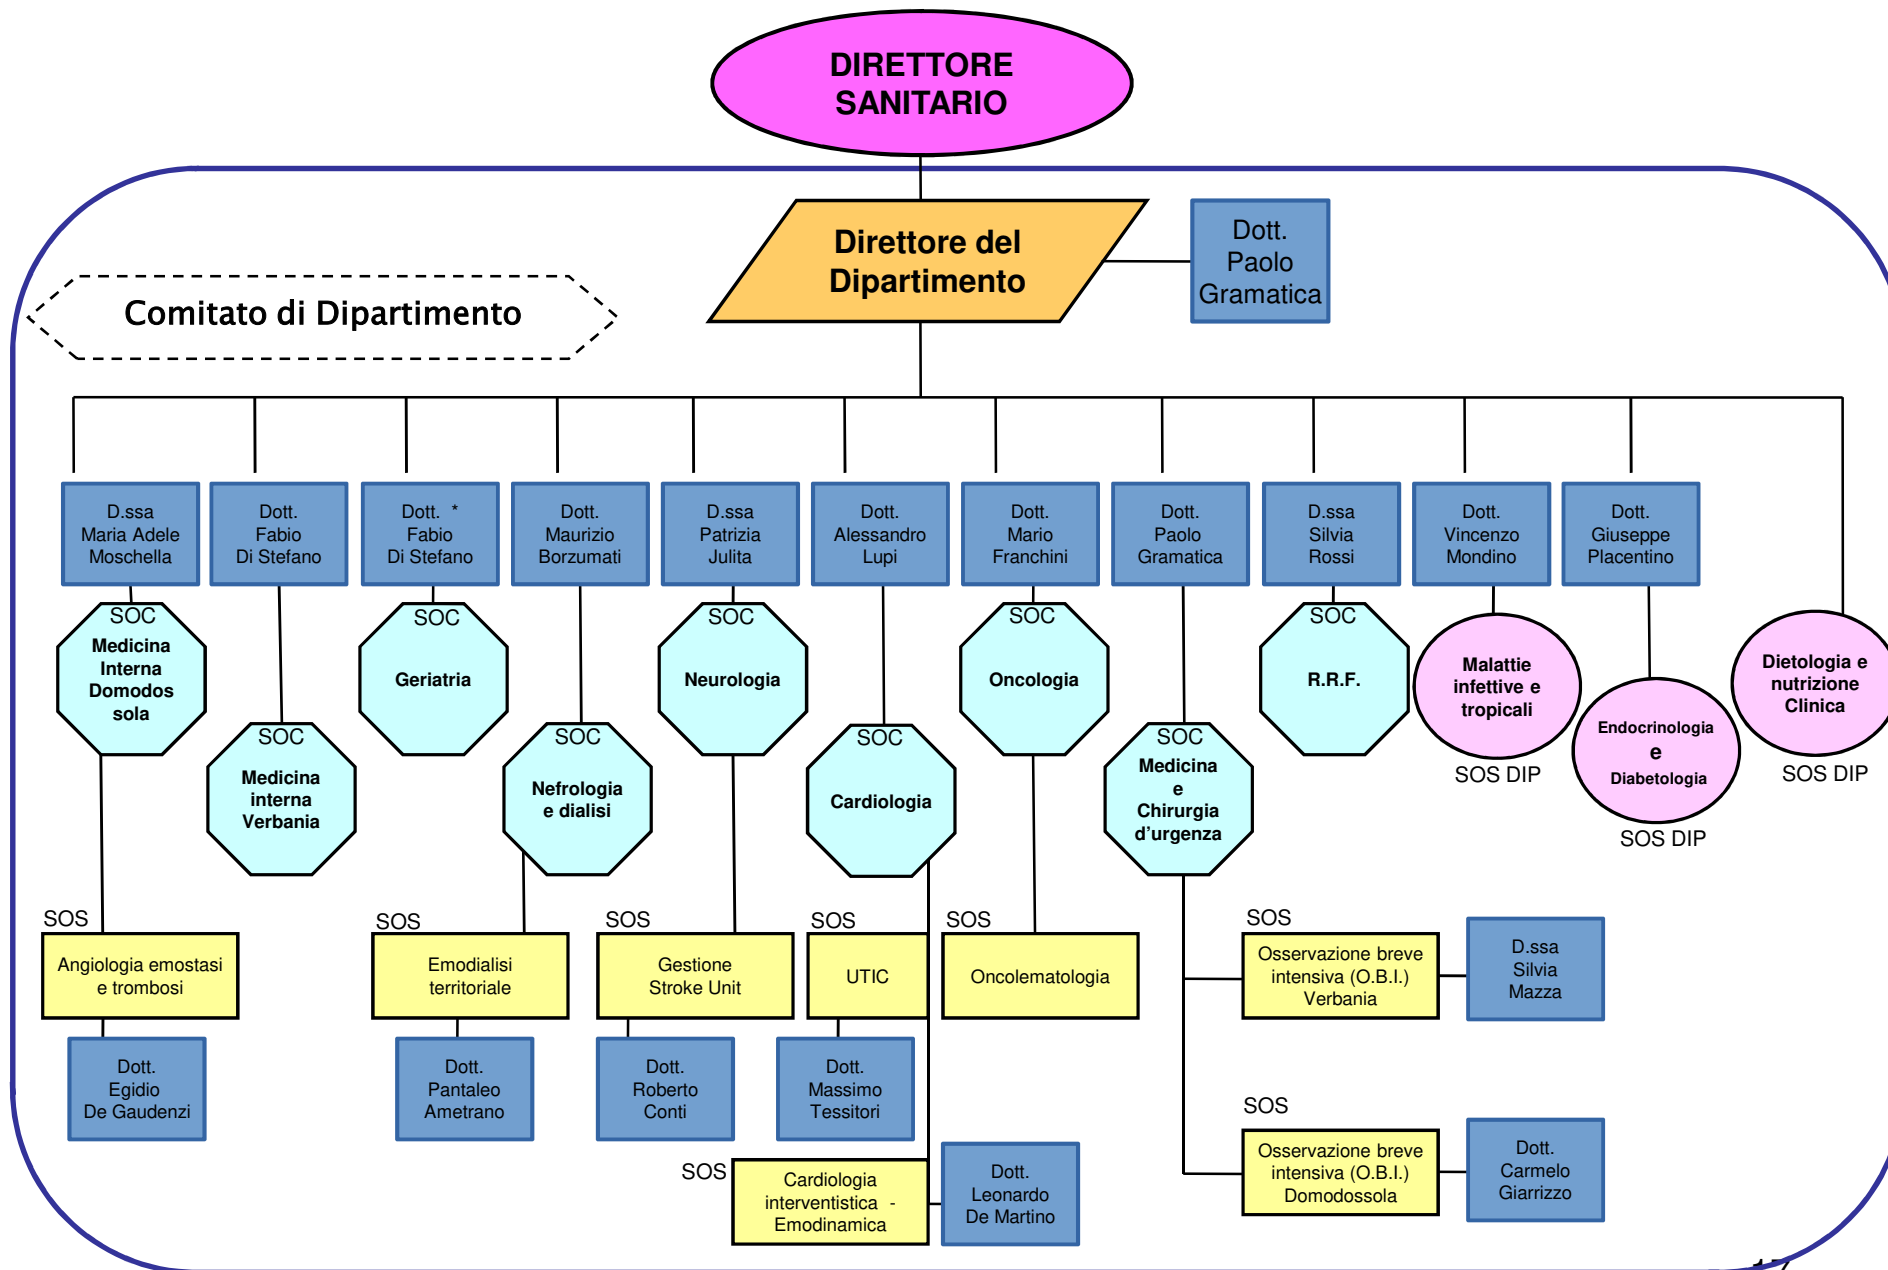 DIRETTORE
SANITARIO
Direttore del
Dipartimento
Dott.
Paolo
Gramatica
Comitato di Dipartimento
D.ssa
Maria Adele
Moschella
Dott.
Fabio
Di Stefano
Dott. *
Fabio
Di Stefano
Dott.
Maurizio
Borzumati
D.ssa
Patrizia
Julita
Dott.
Alessandro
Lupi
Dott.
Mario
Franchini
Dott.
Paolo
Gramatica
D.ssa
Silvia
Rossi
Dott.
Vincenzo
Mondino
Dott.
Giuseppe
Placentino
SOC
Medicina
Interna
Domodos
sola
SOC
Medicina
interna
Verbania
SOC
Geriatria
SOC
Nefrologia
e dialisi
SOC
Neurologia
SOC
Cardiologia
SOC
Oncologia
SOC
Medicina
e
Chirurgia
d'urgenza
SOC
R.R.F.
Malattie
infettive e
tropicali
SOS DIP
Endocrinologia
e
Diabetologia
SOS DIP
Dietologia e
nutrizione
Clinica
SOS DIP
SOS
Angiologia emostasi
e trombosi
Dott.
Egidio
De Gaudenzi
SOS
Emodialisi
territoriale
Dott.
Pantaleo
Ametrano
SOS
Gestione
Stroke Unit
Dott.
Roberto
Conti
SOS
UTIC
Dott.
Massimo
Tessitori
SOS
Oncolematologia
SOS
Osservazione breve
intensiva (O.B.I.)
Verbania
D.ssa
Silvia
Mazza
SOS
Osservazione breve
intensiva (O.B.I.)
Domodossola
Dott.
Carmelo
Giarrizzo
SOS
Cardiologia
interventistica -
Emodinamica
Dott.
Leonardo
De Martino